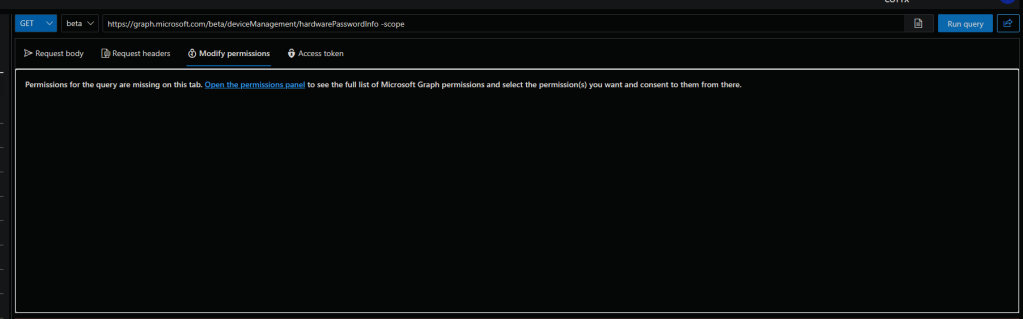 GET beta https://graph.microsoft.com/beta/deviceManagement/hardwarePasswordInfo -scope Run query
Request body Request headers Modify permissions Access token
Permissions for the query are missing on this tab. Open the permissions panel to see the full list of Microsoft Graph permissions and select the permission(s) you want and consent to them from there.